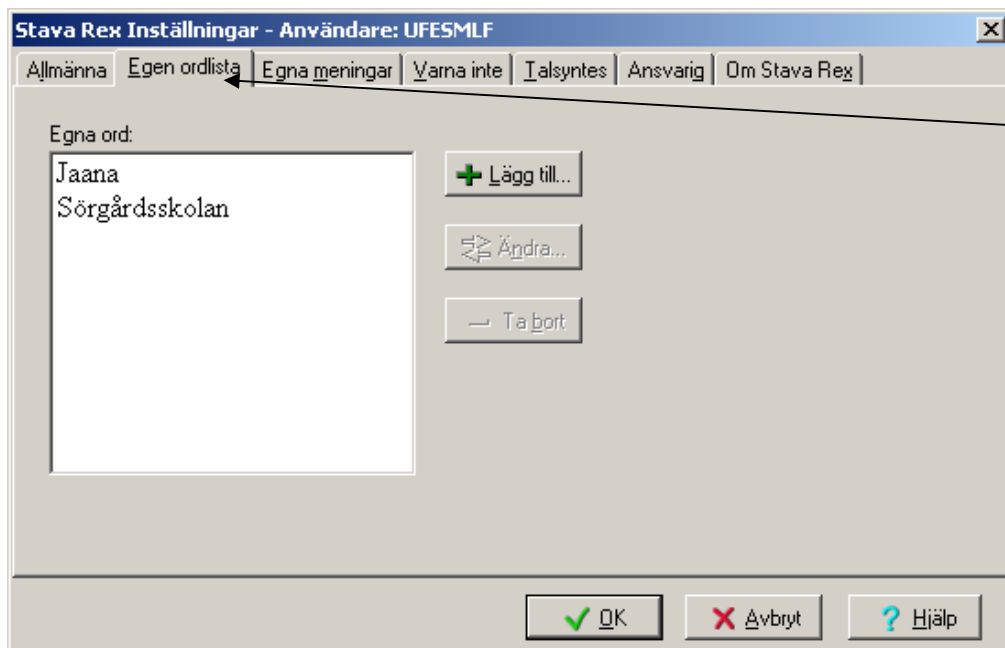 Stava Rex Inställningar - Användare: UFESMLF
Allmänna Egen ordlista Egna meningar Varna inte Talsyntes Ansvarig Om Stava Rex
Egna ord:
Jaana
Sörgårdsskolan
Lägg till...
Ändra...
Ta bort
OK Avbryt Hjälp